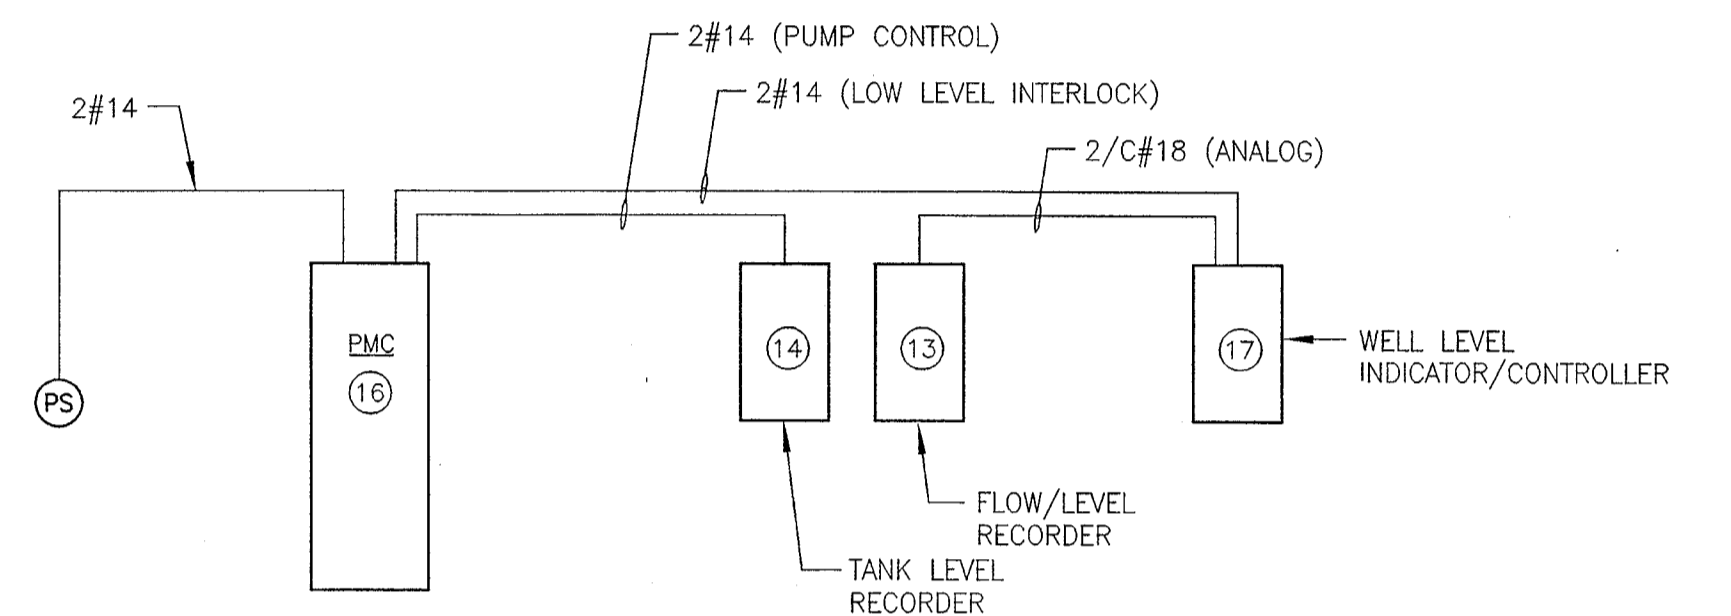 2#14 (PUMP CONTROL)
2#14 (LOW LEVEL INTERLOCK)
2#14
2/C#18 (ANALOG)
PMC
16
14
13
17
WELL LEVEL
INDICATOR/CONTROLLER
PS
FLOW/LEVEL
RECORDER
TANK LEVEL
RECORDER